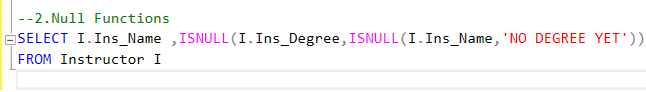 --2.Null Functions
SELECT I.Ins_Name ,ISNULL(I.Ins_Degree,ISNULL(I.Ins_Name,'NO DEGREE YET'))
FROM Instructor I